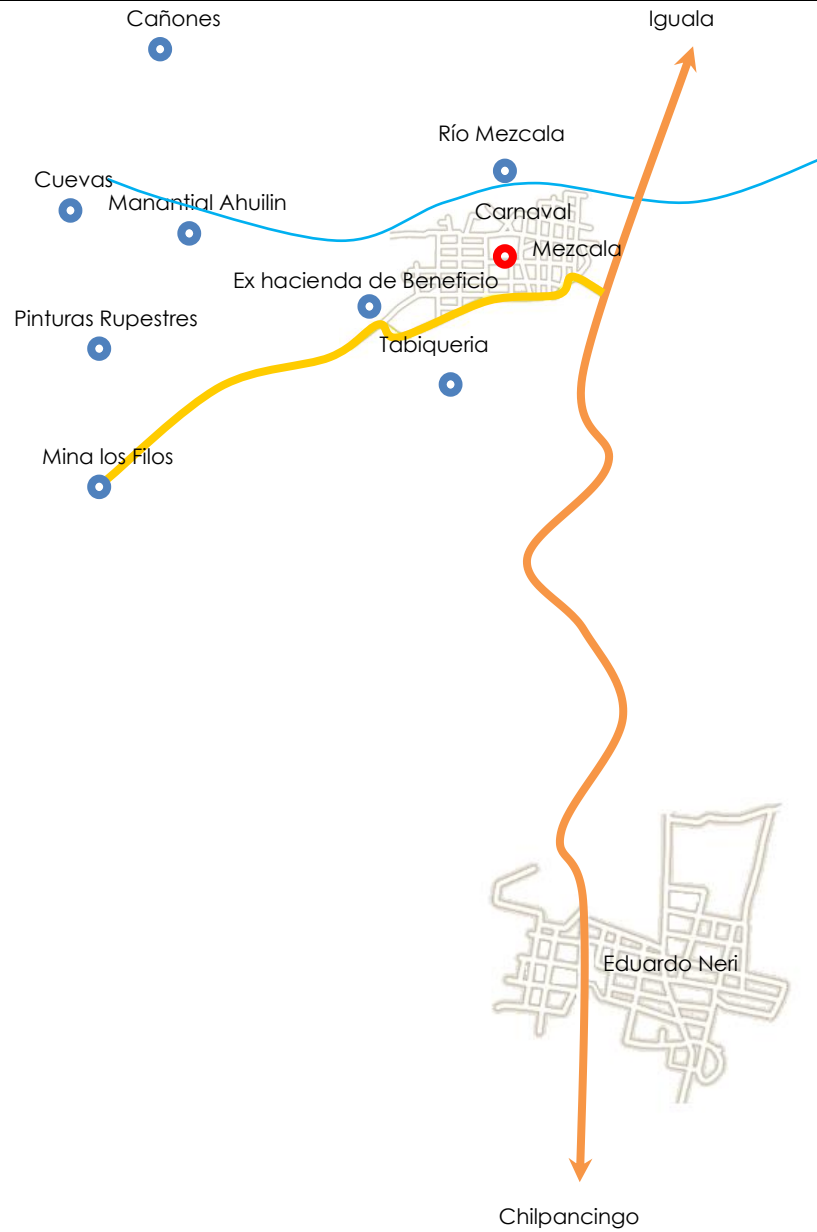 Cañones
Iguala
Río Mezcala
Cuevas
Manantial Ahuilin
Carnaval
Mezcala
Ex hacienda de Beneficio
Pinturas Rupestres
Tabiqueria
Mina los Filos
Eduardo Neri
Chilpancingo